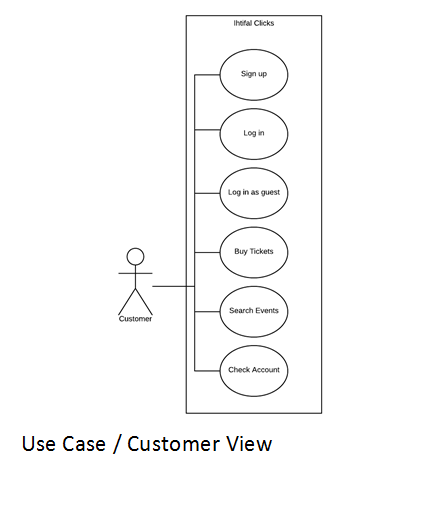 Ihtifal Clicks
Sign up
Log in
Log in as guest
Buy Tickets
Search Events
Check Account
Customer
Use Case / Customer View